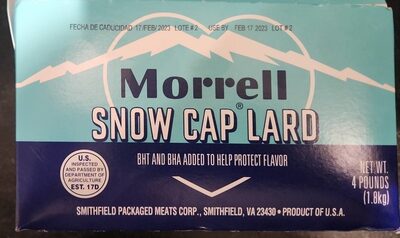 FECHA DE CADUCIDAD 17/FEB/2023 LOTE#2 USE BY FEB 17 2023 LOT#2
Morrell
SNOW CAP® LARD
BHT AND BHA ADDED TO HELP PROTECT FLAVOR
U.S.
INSPECTED
AND PASSED BY
DEPARTMENT OF
AGRICULTURE
EST. 17D
NET WT.
4 POUNDS
(1.8kg)
SMITHFIELD PACKAGED MEATS CORP., SMITHFIELD, VA 23430 • PRODUCT OF U.S.A.